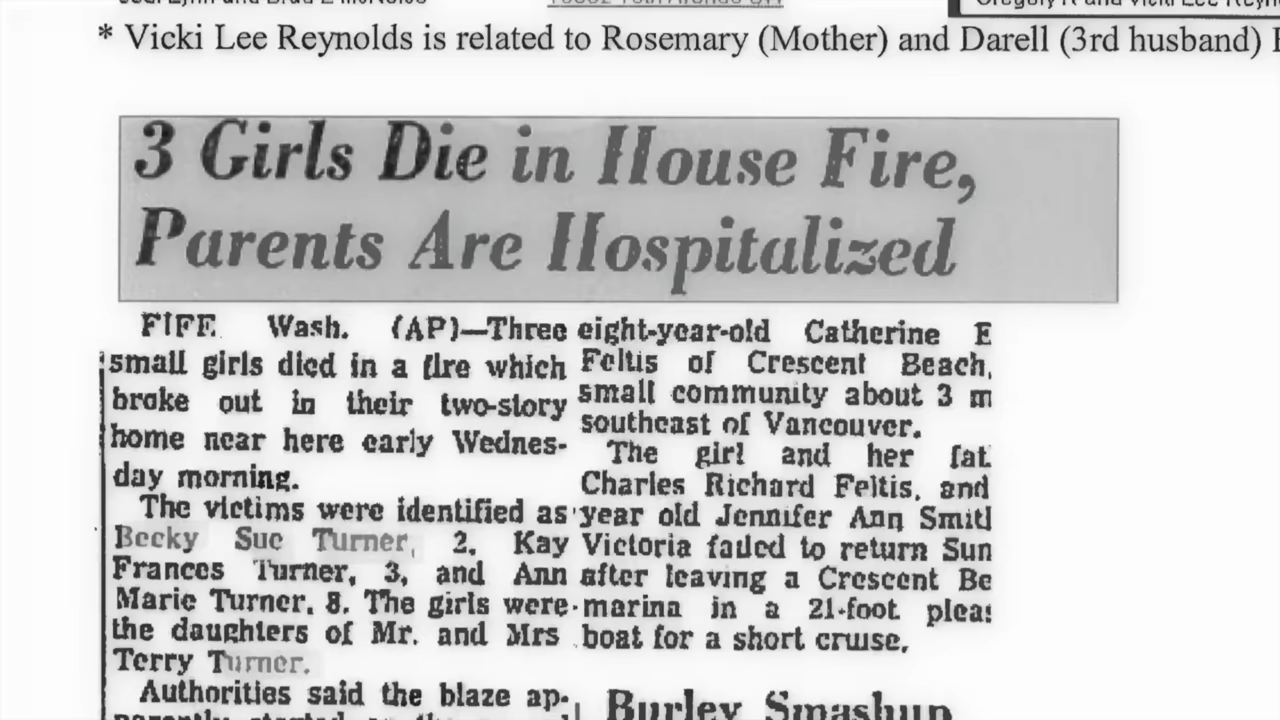 * Vicki Lee Reynolds is related to Rosemary (Mother) and Darell (3rd husband)
3 Girls Die in House Fire,
Parents Are Hospitalized
FIFE Wash. (AP)—Three
small girls died in a fire which
broke out in their two-story
home near here early Wednes-
day morning.
The victims were identified as
Becky Sue Turner, 2, Kay
Frances Turner, 3, and Ann
Marie Turner, 8. The girls were
the daughters of Mr. and Mrs
Terry Turner.
Authorities said the blaze ap-
eight-year-old Catherine E
Feltis of Crescent Beach,
small community about 3 m
southeast of Vancouver.
The girl and her fat
Charles Richard Feltis, and
year old Jennifer Ann Smitl
Victoria failed to return Sun
after leaving a Crescent Be
marina in a 21-foot pleas
boat for a short cruise.
Burley Smashup